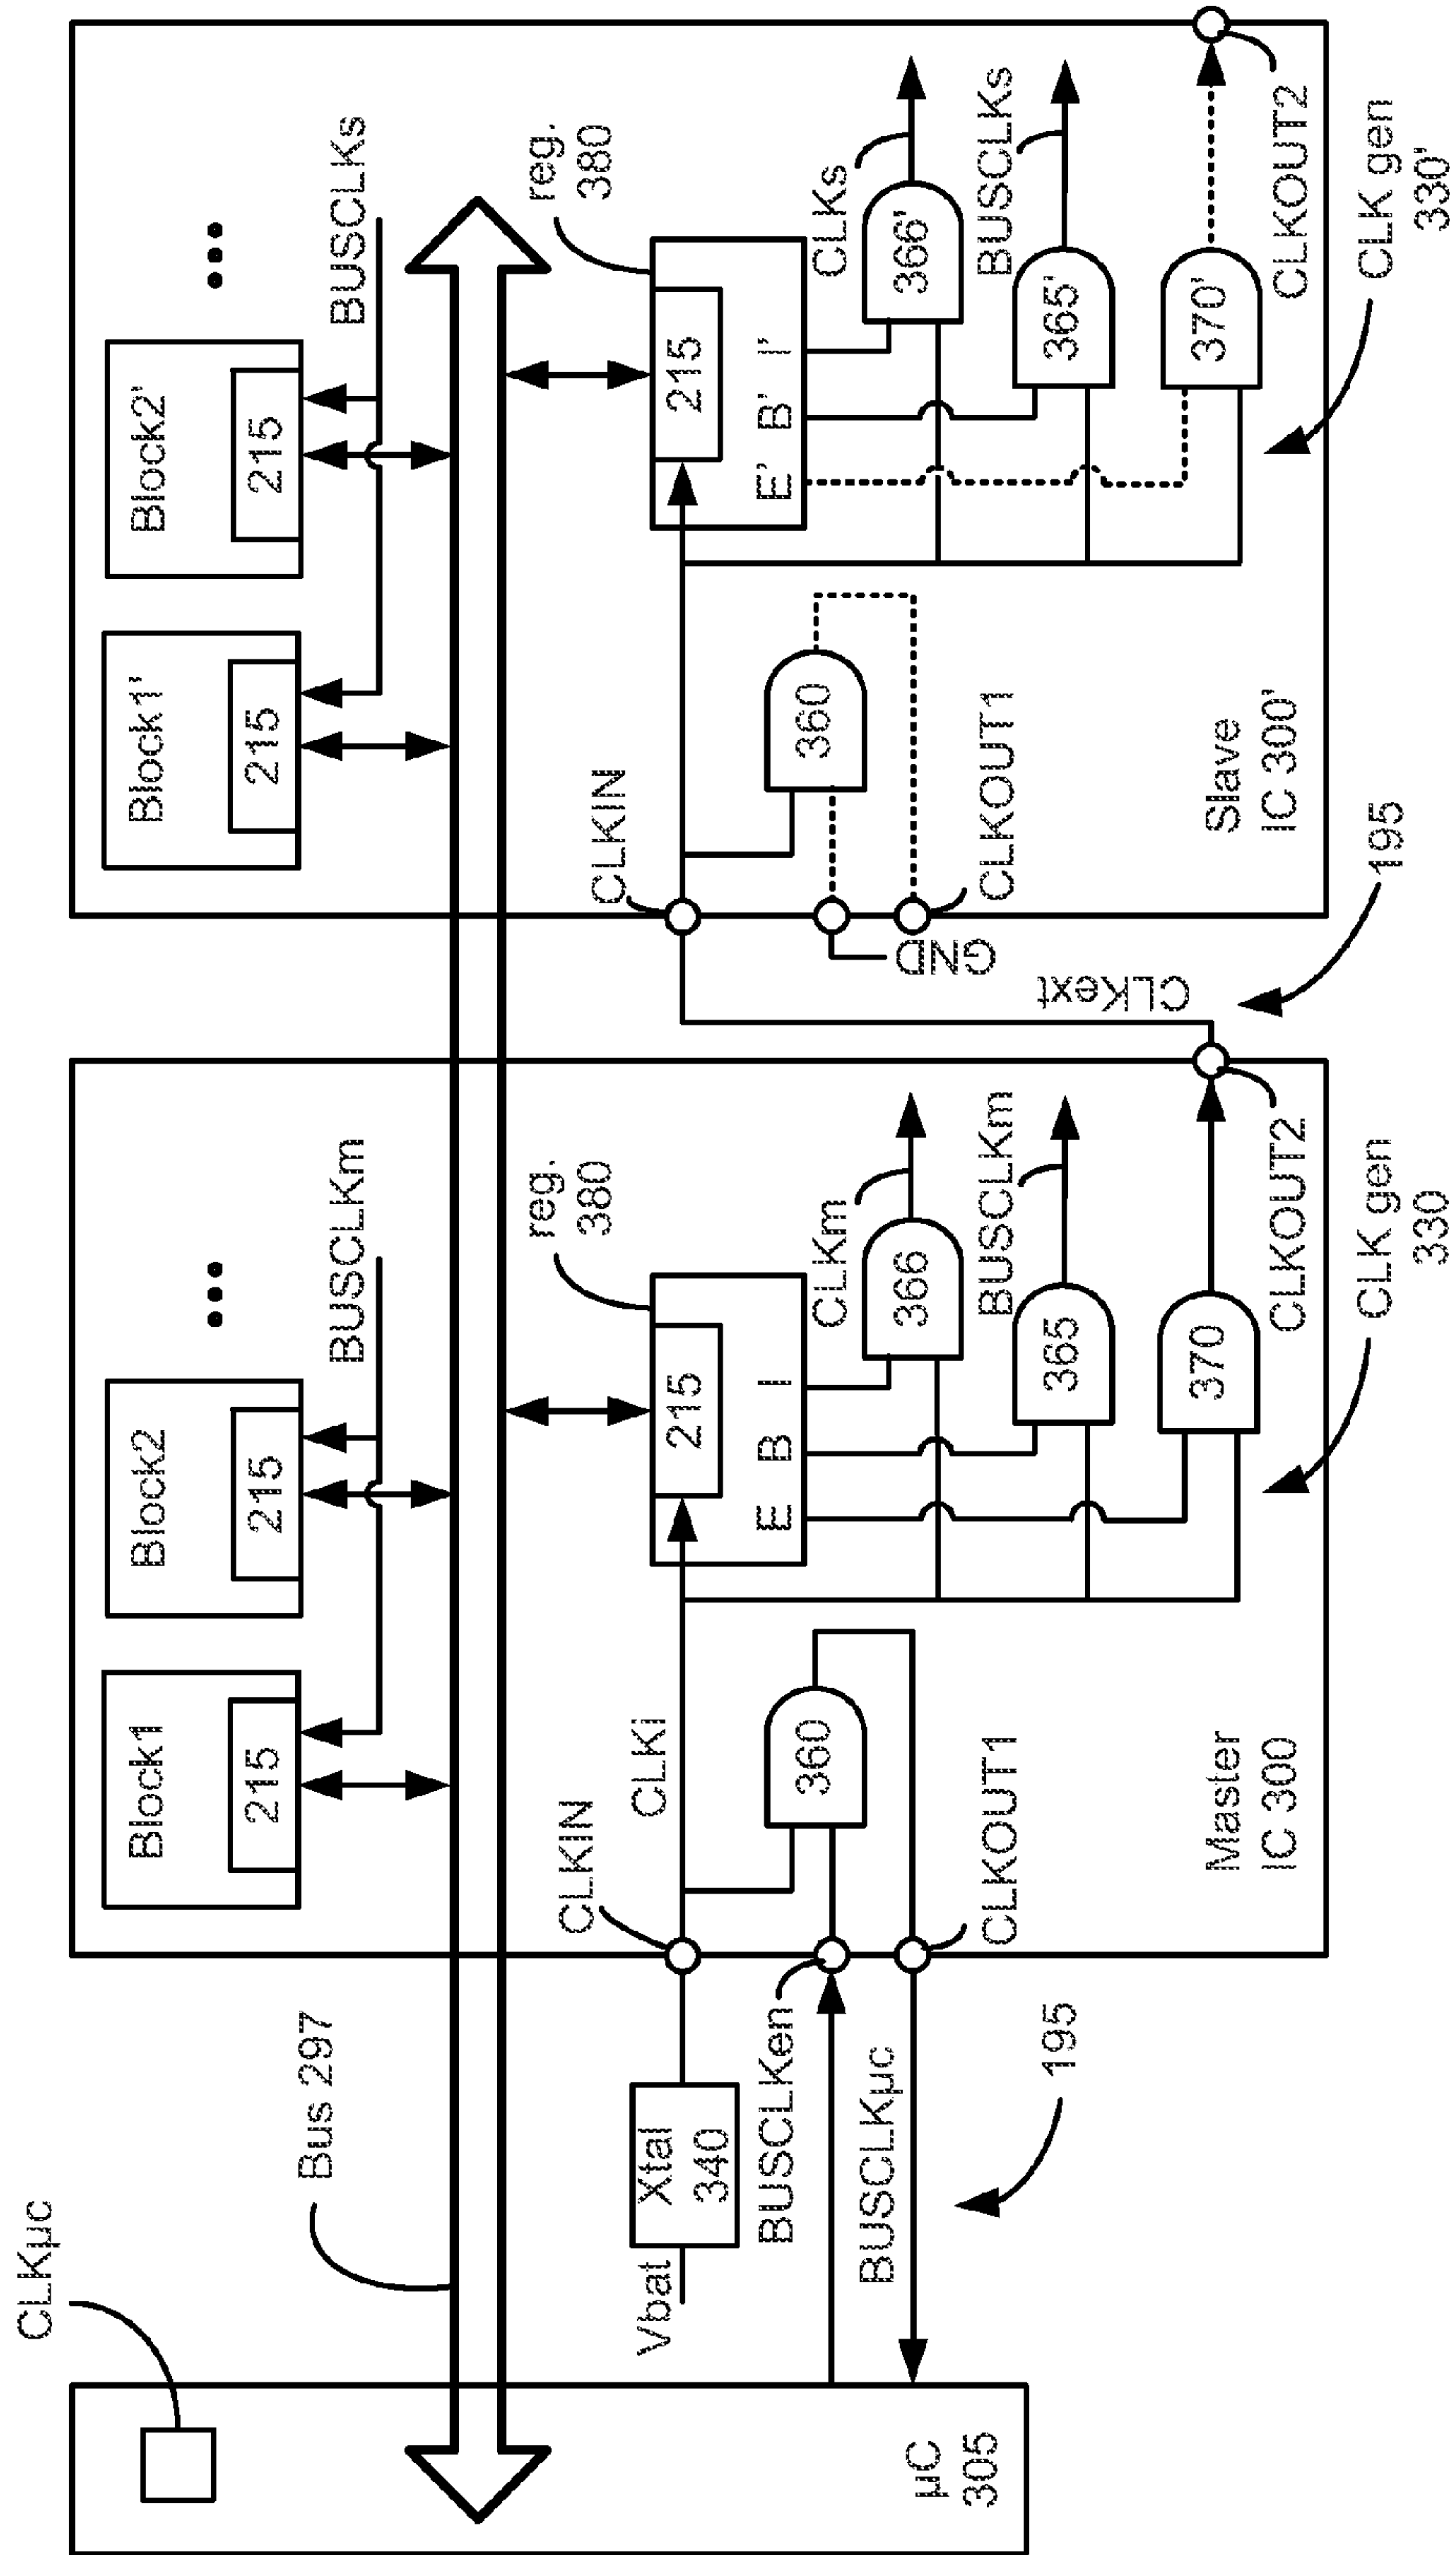 CLKµc
µC
305
Bus 297
Vbat
Xtal
340
BUSCLKen
BUSCLKµc
195
Block1
215
Block2
215
•••
BUSCLKm
CLKIN
CLKI
360
CLKOUT1
reg.
380
215
E B I
CLKm
366
BUSCLKm
365
370
CLKOUT2
CLK gen
330
Master
IC 300
CLKext
195
Block1'
215
Block2'
215
•••
BUSCLKs
CLKIN
GND
360
CLKOUT1
reg.
380
215
E' B' I'
CLKs
366'
BUSCLKs
365'
370'
CLKOUT2
CLK gen
330'
Slave
IC 300'